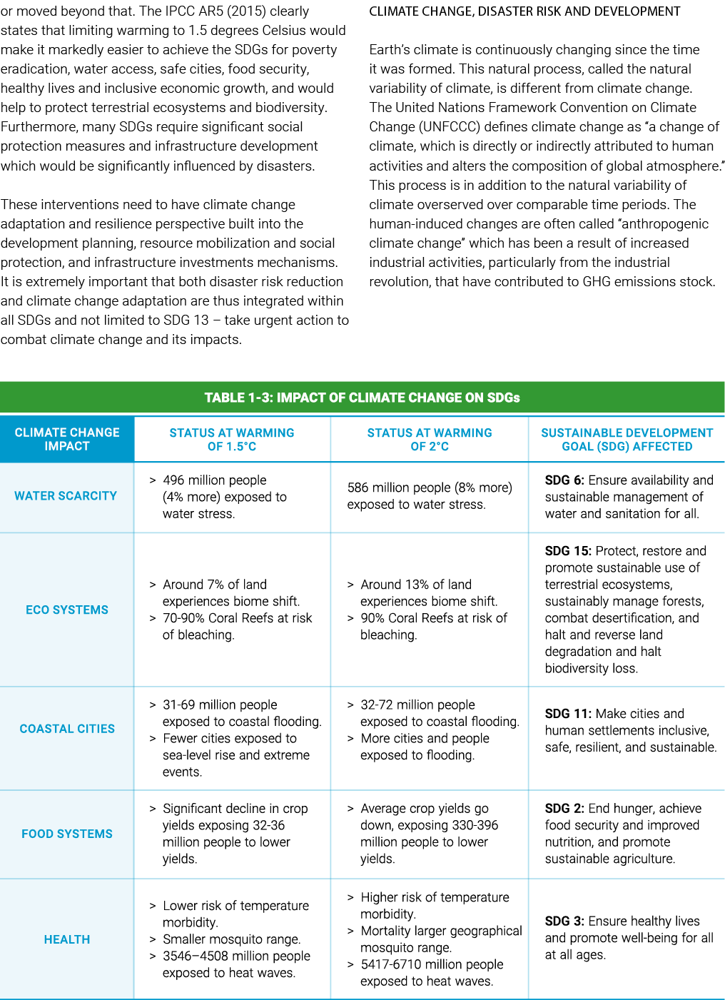 or moved beyond that. The IPCC AR5 (2015) clearly
states that limiting warming to 1.5 degrees Celsius would
make it markedly easier to achieve the SDGs for poverty
eradication, water access, safe cities, food security,
healthy lives and inclusive economic growth, and would
help to protect terrestrial ecosystems and biodiversity.
Furthermore, many SDGs require significant social
protection measures and infrastructure development
which would be significantly influenced by disasters.
These interventions need to have climate change
adaptation and resilience perspective built into the
development planning, resource mobilization and social
protection, and infrastructure investments mechanisms.
It is extremely important that both disaster risk reduction
and climate change adaptation are thus integrated within
all SDGs and not limited to SDG 13 – take urgent action to
combat climate change and its impacts.
CLIMATE CHANGE, DISASTER RISK AND DEVELOPMENT
Earth's climate is continuously changing since the time
it was formed. This natural process, called the natural
variability of climate, is different from climate change.
The United Nations Framework Convention on Climate
Change (UNFCCC) defines climate change as “a change of
climate, which is directly or indirectly attributed to human
activities and alters the composition of global atmosphere.”
This process is in addition to the natural variability of
climate overserved over comparable time periods. The
human-induced changes are often called “anthropogenic
climate change” which has been a result of increased
industrial activities, particularly from the industrial
revolution, that have contributed to GHG emissions stock.
TABLE 1-3: IMPACT OF CLIMATE CHANGE ON SDGs
CLIMATE CHANGE
IMPACT
STATUS AT WARMING
OF 1.5°C
STATUS AT WARMING
OF 2°C
SUSTAINABLE DEVELOPMENT
GOAL (SDG) AFFECTED
WATER SCARCITY
> 496 million people
(4% more) exposed to
water stress.
586 million people (8% more)
exposed to water stress.
SDG 6: Ensure availability and
sustainable management of
water and sanitation for all.
ECO SYSTEMS
> Around 7% of land
experiences biome shift.
> 70-90% Coral Reefs at risk
of bleaching.
> Around 13% of land
experiences biome shift.
> 90% Coral Reefs at risk of
bleaching.
SDG 15: Protect, restore and
promote sustainable use of
terrestrial ecosystems,
sustainably manage forests,
combat desertification, and
halt and reverse land
degradation and halt
biodiversity loss.
COASTAL CITIES
> 31-69 million people
exposed to coastal flooding.
> Fewer cities exposed to
sea-level rise and extreme
events.
> 32-72 million people
exposed to coastal flooding.
> More cities and people
exposed to flooding.
SDG 11: Make cities and
human settlements inclusive,
safe, resilient, and sustainable.
FOOD SYSTEMS
> Significant decline in crop
yields exposing 32-36
million people to lower
yields.
> Average crop yields go
down, exposing 330-396
million people to lower
yields.
SDG 2: End hunger, achieve
food security and improved
nutrition, and promote
sustainable agriculture.
HEALTH
> Lower risk of temperature
morbidity.
> Smaller mosquito range.
> 3546–4508 million people
exposed to heat waves.
> Higher risk of temperature
morbidity.
> Mortality larger geographical
mosquito range.
> 5417-6710 million people
exposed to heat waves.
SDG 3: Ensure healthy lives
and promote well-being for all
at all ages.